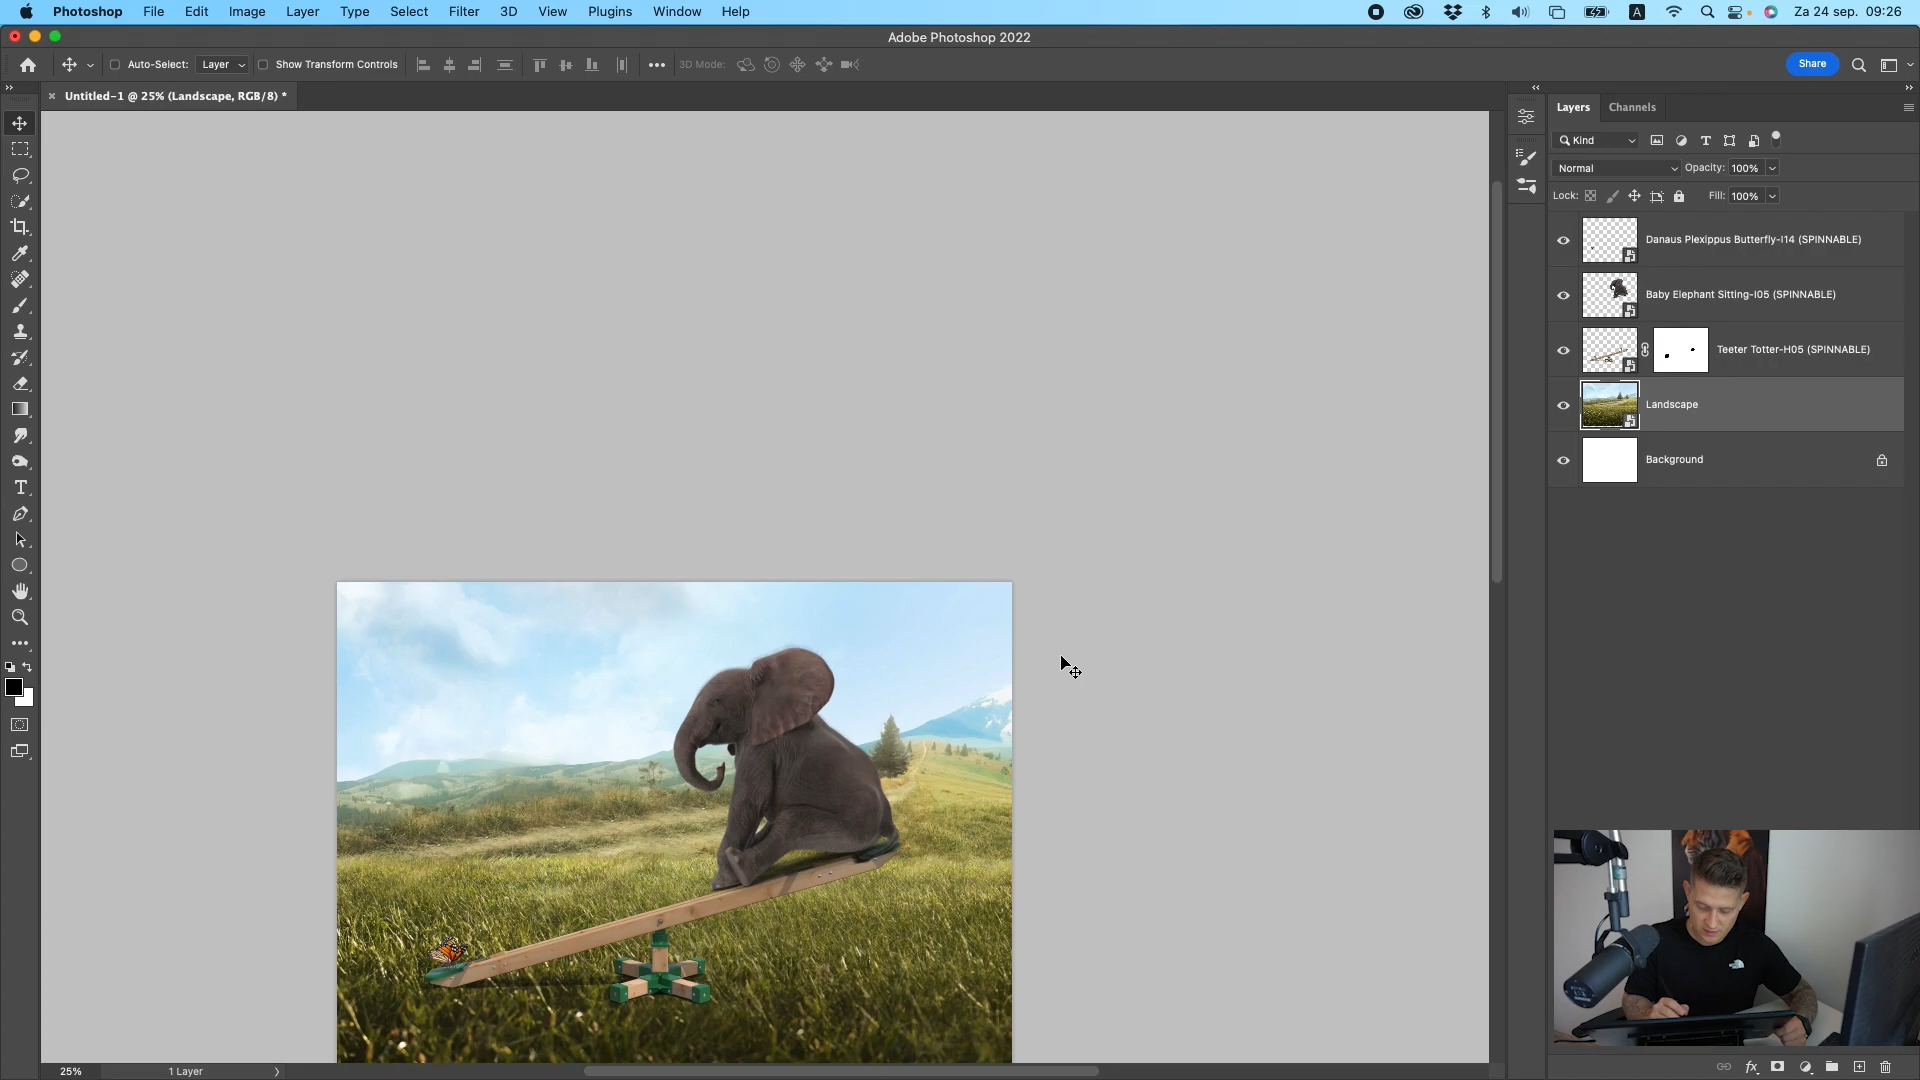 Photoshop File Edit Image Layer Type Select Filter 3D View Plugins Window Help A Za 24 sep. 09:26
Adobe Photoshop 2022
Auto-Select: Layer Show Transform Controls 3D Mode: Share
Untitled-1 @ 25% (Landscape, RGB/8) *
Layers Channels
Kind
Normal Opacity: 100%
Lock: Fill: 100%
Danaus Plexippus Butterfly-I14 (SPINNABLE)
Baby Elephant Sitting-I05 (SPINNABLE)
Teeter Totter-H05 (SPINNABLE)
Landscape
Background
25% 1 Layer